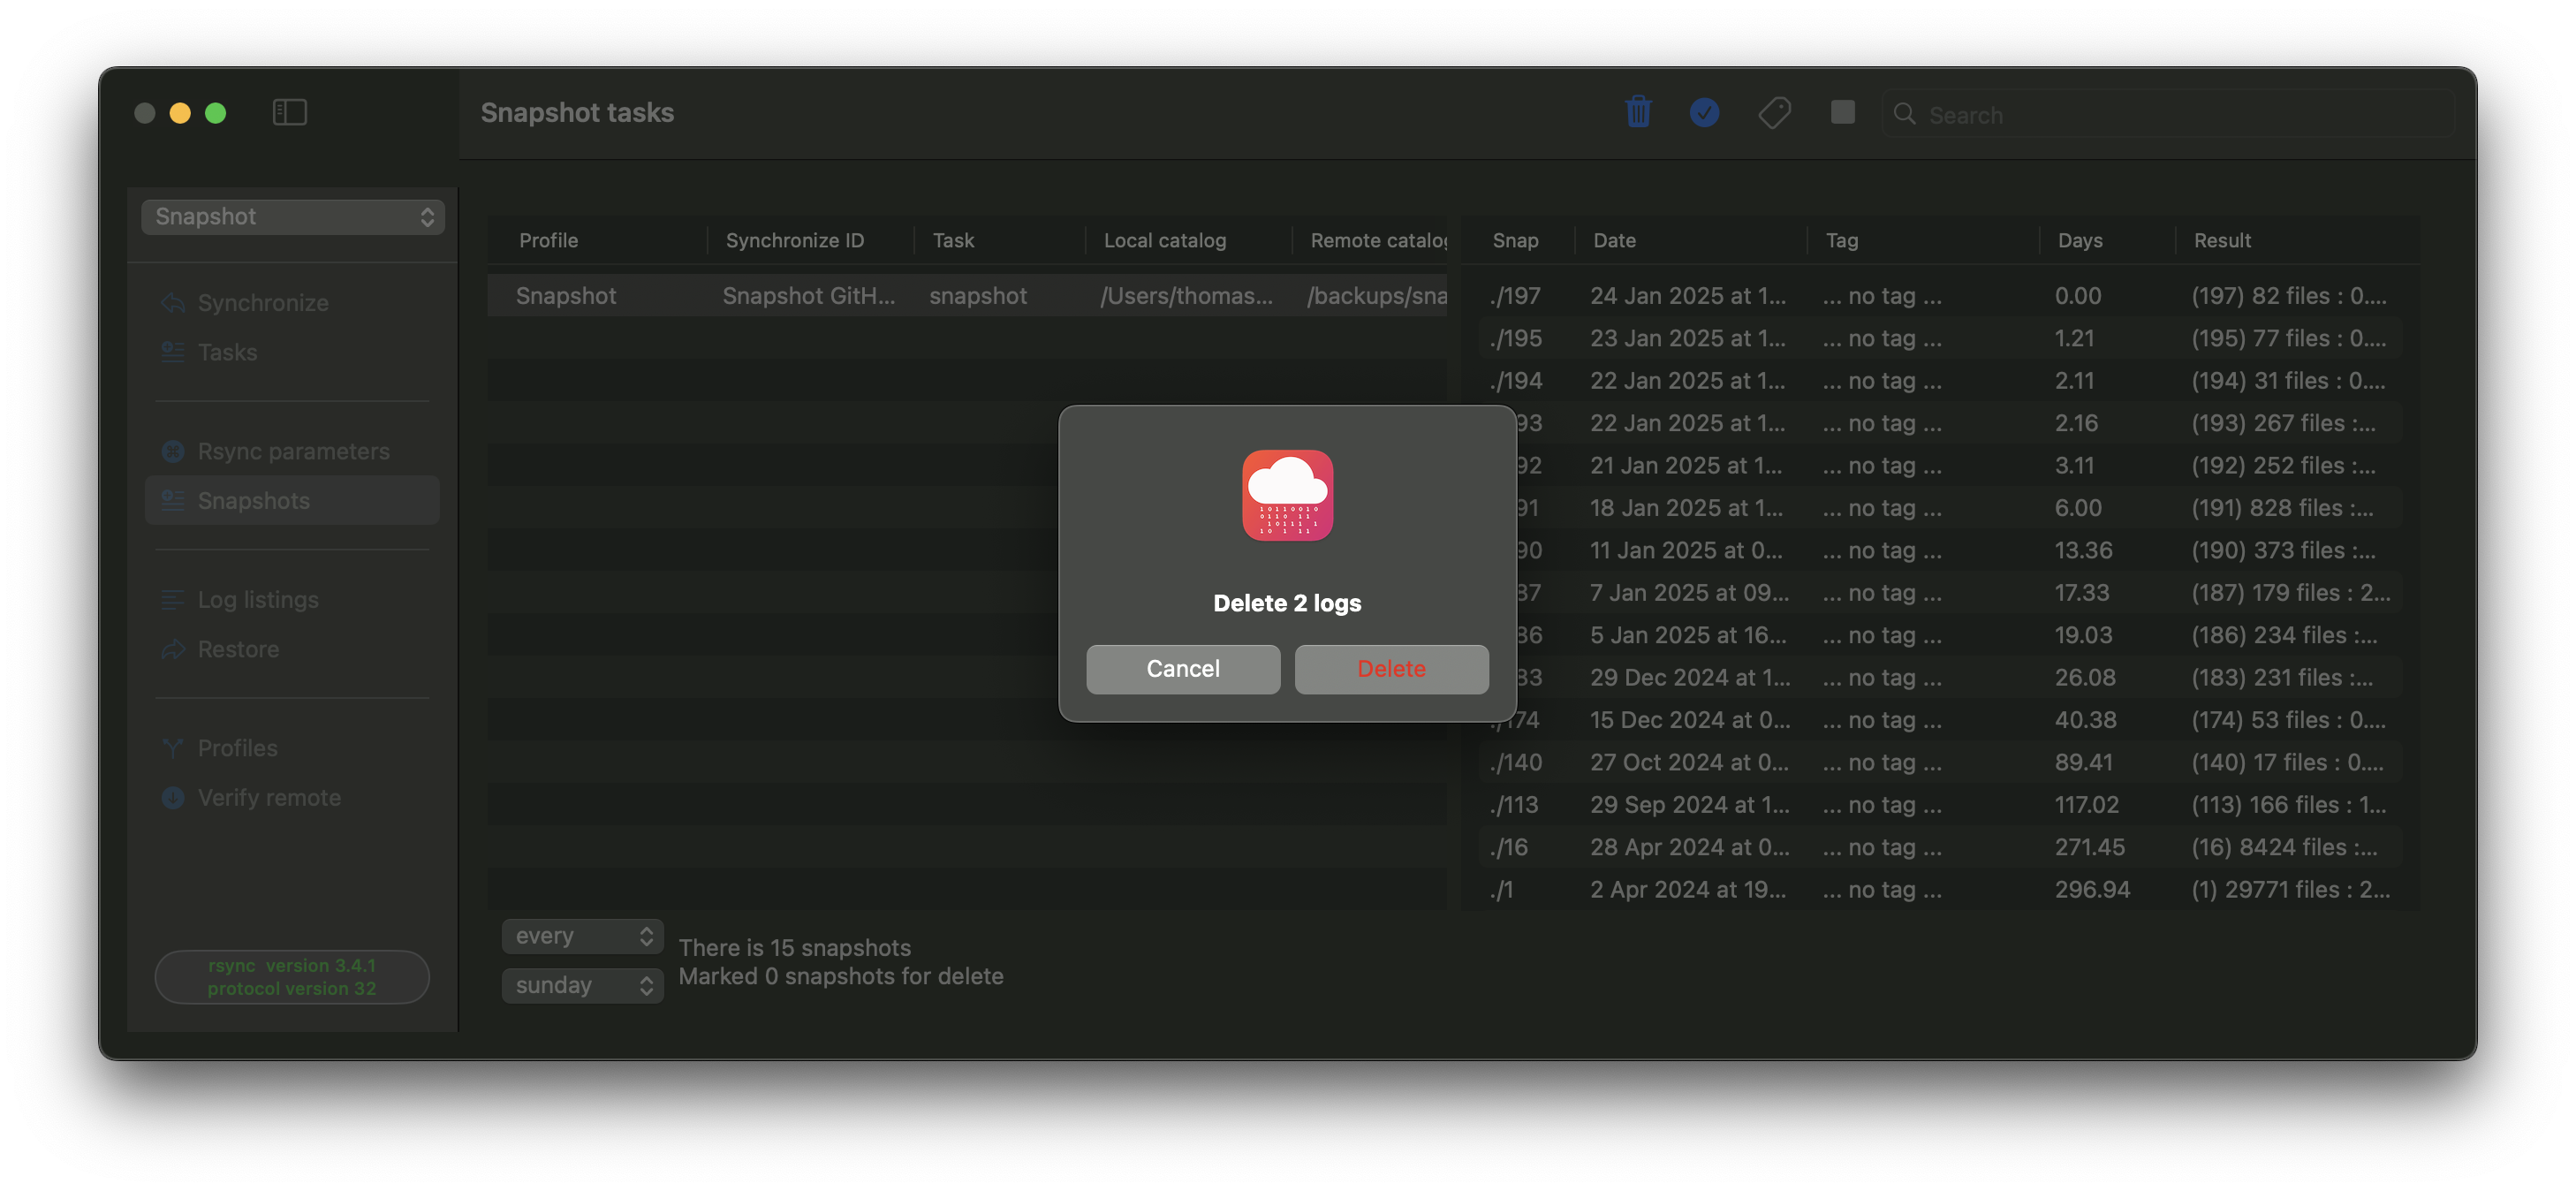 Snapshot tasks
Search
Snapshot
Synchronize
Tasks
Rsync parameters
Snapshots
Log listings
Restore
Profiles
Verify remote
rsync version 3.4.1
protocol version 32
Profile Synchronize ID Task Local catalog Remote catalog
Snapshot Snapshot GitH... snapshot /Users/thomas... /backups/sna
Snap Date Tag Days Result
./197 24 Jan 2025 at 1... ... no tag ... 0.00 (197) 82 files : 0....
./195 23 Jan 2025 at 1... ... no tag ... 1.21 (195) 77 files : 0....
./194 22 Jan 2025 at 1... ... no tag ... 2.11 (194) 31 files : 0....
93 22 Jan 2025 at 1... ... no tag ... 2.16 (193) 267 files :...
92 21 Jan 2025 at 1... ... no tag ... 3.11 (192) 252 files :...
91 18 Jan 2025 at 1... ... no tag ... 6.00 (191) 828 files :...
90 11 Jan 2025 at 0... ... no tag ... 13.36 (190) 373 files :...
87 7 Jan 2025 at 09... ... no tag ... 17.33 (187) 179 files : 2...
86 5 Jan 2025 at 16... ... no tag ... 19.03 (186) 234 files :...
83 29 Dec 2024 at 1... ... no tag ... 26.08 (183) 231 files :...
./174 15 Dec 2024 at 0... ... no tag ... 40.38 (174) 53 files : 0....
./140 27 Oct 2024 at 0... ... no tag ... 89.41 (140) 17 files : 0....
./113 29 Sep 2024 at 1... ... no tag ... 117.02 (113) 166 files : 1...
./16 28 Apr 2024 at 0... ... no tag ... 271.45 (16) 8424 files :...
./1 2 Apr 2024 at 19... ... no tag ... 296.94 (1) 29771 files : 2...
Delete 2 logs
Cancel Delete
every
sunday
There is 15 snapshots
Marked 0 snapshots for delete